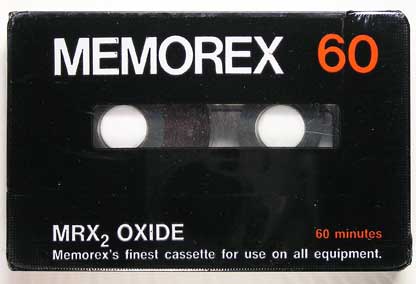 MEMOREX 60
MRX₂ OXIDE 60 minutes
Memorex's finest cassette for use on all equipment.